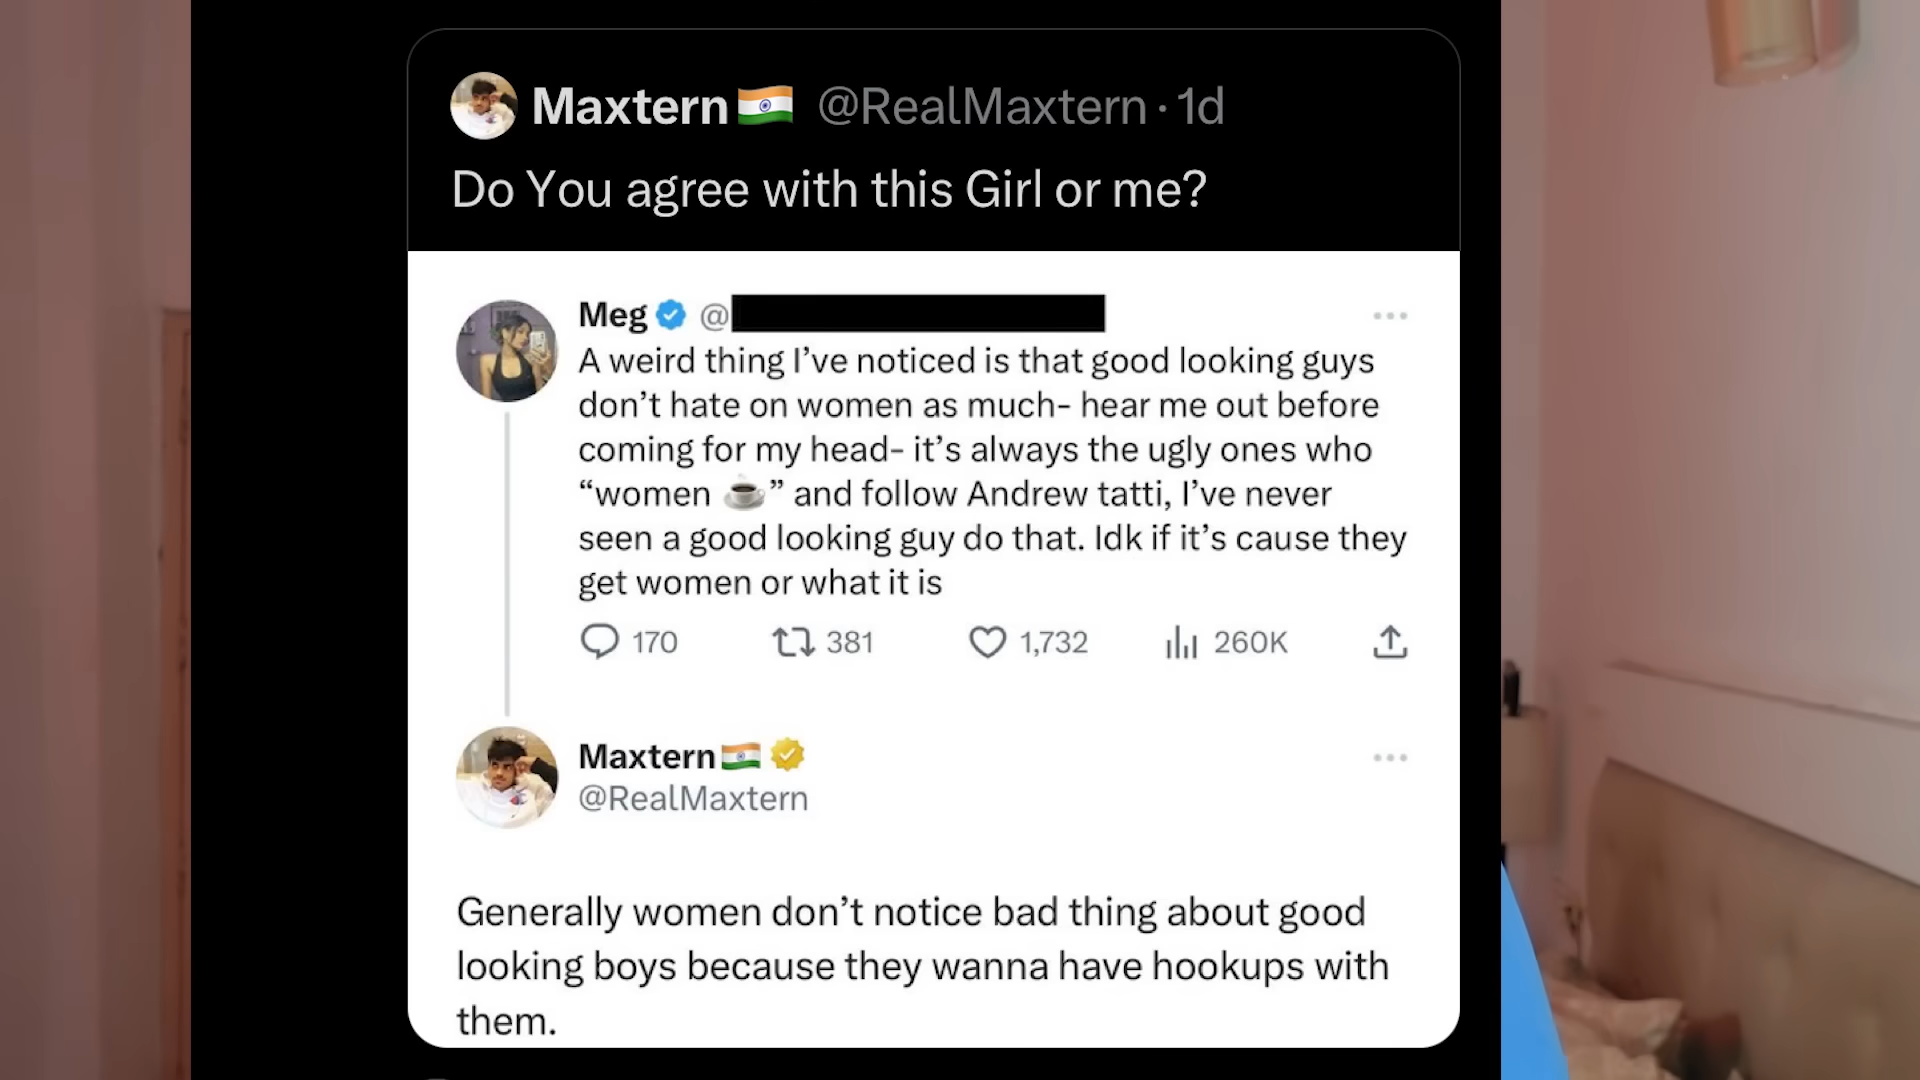 Maxtern🇮🇳 @RealMaxtern · 1d
Do You agree with this Girl or me?
Meg @
A weird thing I’ve noticed is that good looking guys
don’t hate on women as much- hear me out before
coming for my head- it’s always the ugly ones who
“women ☕” and follow Andrew tatti, I’ve never
seen a good looking guy do that. Idk if it’s cause they
get women or what it is
170 381 1,732 260K
Maxtern🇮🇳
@RealMaxtern
Generally women don’t notice bad thing about good
looking boys because they wanna have hookups with
them.